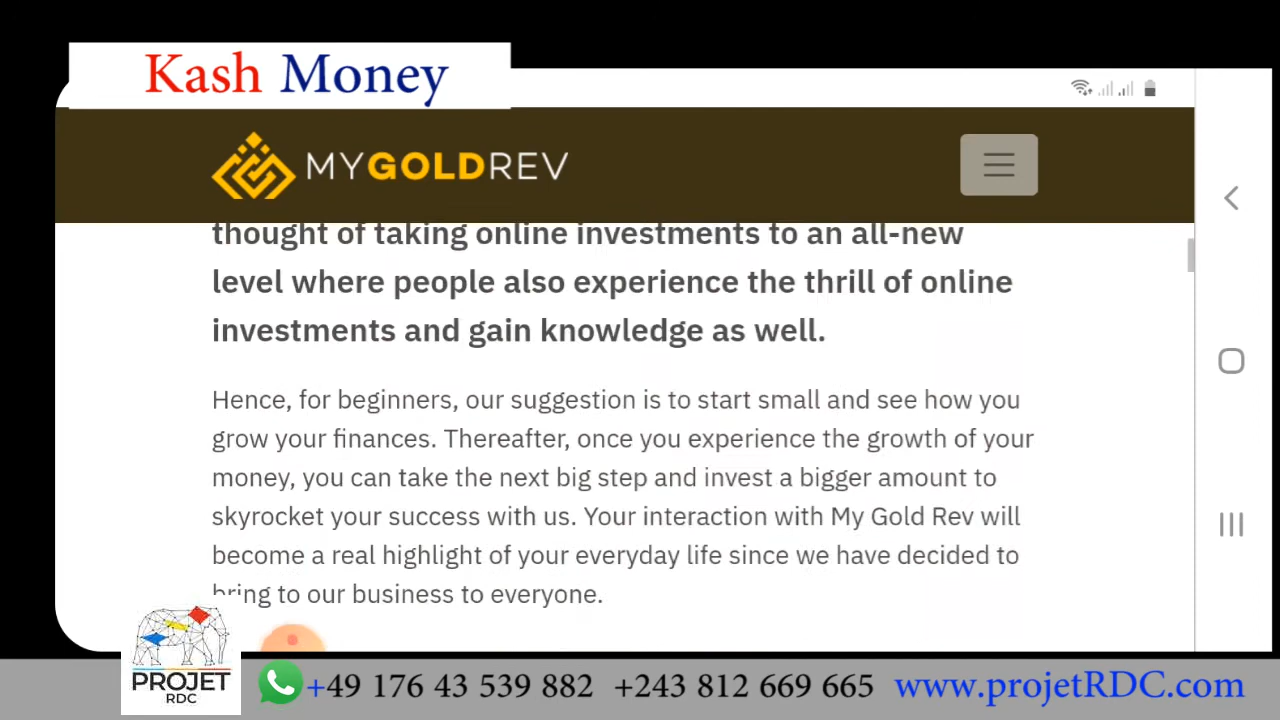 Kash Money
MYGOLDREV
thought of taking online investments to an all-new
level where people also experience the thrill of online
investments and gain knowledge as well.
Hence, for beginners, our suggestion is to start small and see how you
grow your finances. Thereafter, once you experience the growth of your
money, you can take the next big step and invest a bigger amount to
skyrocket your success with us. Your interaction with My Gold Rev will
become a real highlight of your everyday life since we have decided to
bring to our business to everyone.
PROJET
RDC
+49 176 43 539 882 +243 812 669 665 www.projetRDC.com